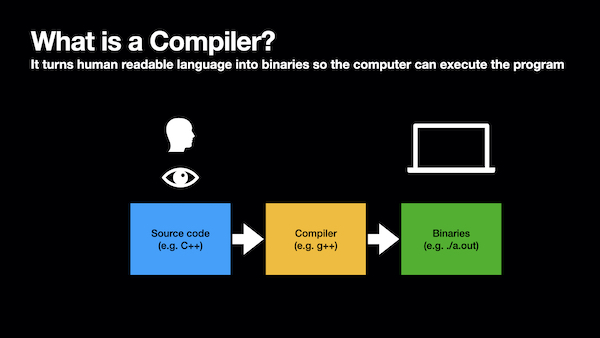 What is a Compiler?
It turns human readable language into binaries so the computer can execute the program
Source code
(e.g. C++)
Compiler
(e.g. g++)
Binaries
(e.g. ./a.out)